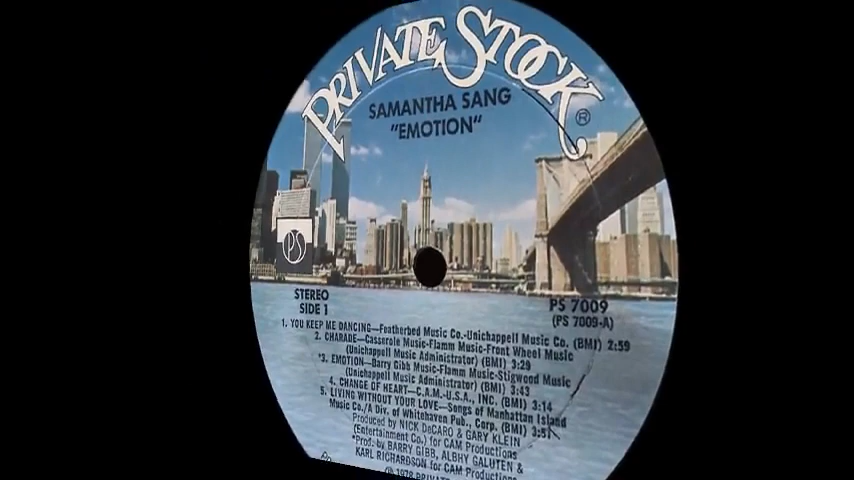 PRIVATE STOCK ®
SAMANTHA SANG
"EMOTION"
PS
STEREO
SIDE 1
PS 7009
(PS 7009-A)
1. YOU KEEP ME DANCING—Featherbed Music Co.-Unichappell Music Co. (BMI) 2:59
2. CHARADE—Casserole Music-Flamm Music-Front Wheel Music
(Unichappell Music Administrator) (BMI) 3:29
*3. EMOTION—Barry Gibb Music-Flamm Music-Stigwood Music
(Unichappell Music Administrator) (BMI) 3:43
4. CHANGE OF HEART—C.A.M.-U.S.A., INC. (BMI) 3:14
5. LIVING WITHOUT YOUR LOVE—Songs of Manhattan Island
Music Co./A Div. of Whitehaven Pub., Corp. (BMI) 3:51
Produced by NICK DeCARO & GARY KLEIN
(Entertainment Co.) for CAM Productions
*Prod. by BARRY GIBB, ALBHY GALUTEN &
KARL RICHARDSON for CAM Productions
℗ 1978 PRIVATE